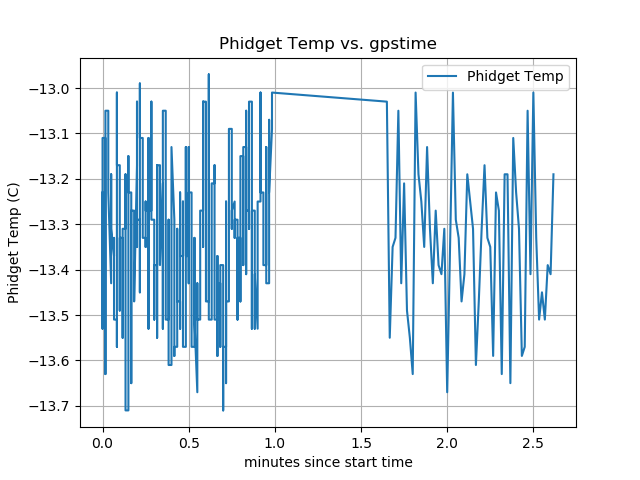 Phidget Temp vs. gpstime
Phidget Temp
−13.0
−13.1
−13.2
−13.3
−13.4
−13.5
−13.6
−13.7
Phidget Temp (C)
0.0 0.5 1.0 1.5 2.0 2.5
minutes since start time